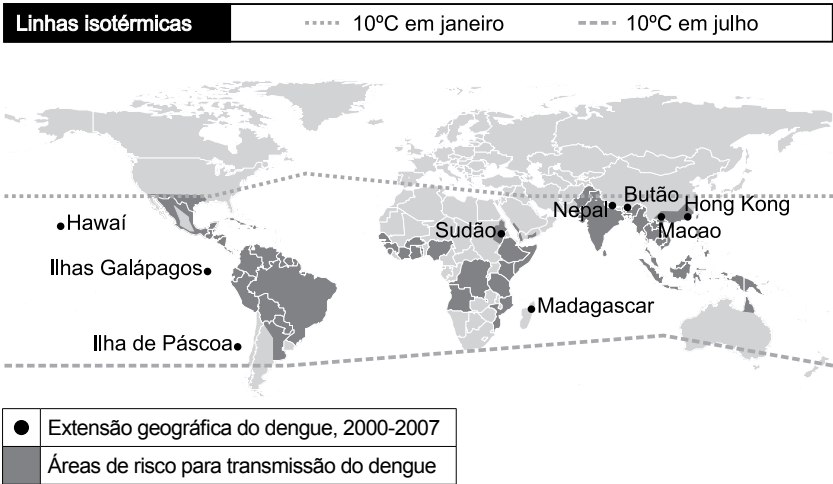 Linhas isotérmicas
10ºC em janeiro
10ºC em julho
Hawaí
Ilhas Galápagos
Ilha de Páscoa
Sudão
Madagascar
Nepal
Butão
Hong Kong
Macao
Extensão geográfica do dengue, 2000-2007
Áreas de risco para transmissão do dengue